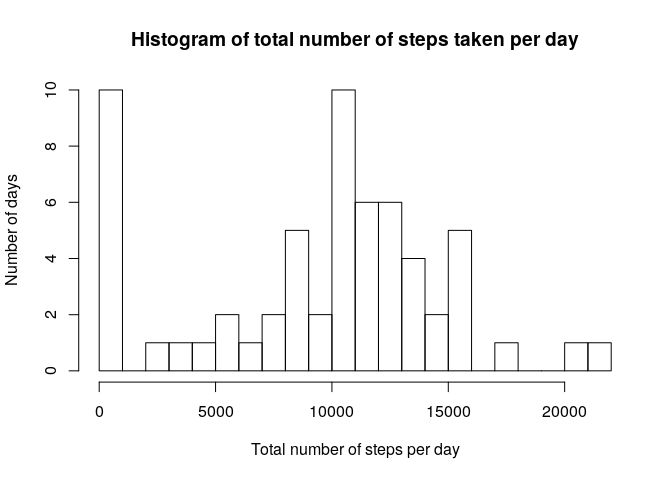 Histogram of total number of steps taken per day
Number of days
10
8
6
4
2
0
0 5000 10000 15000 20000
Total number of steps per day